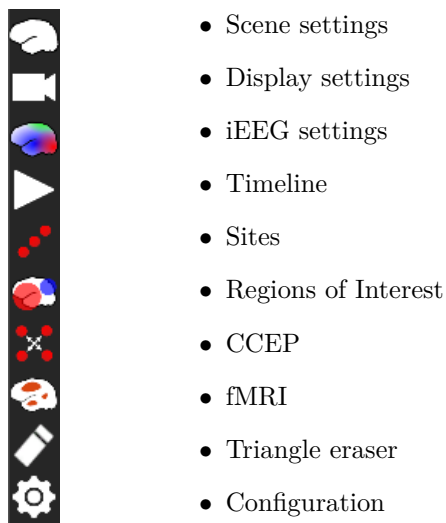 • Scene settings
• Display settings
• iEEG settings
• Timeline
• Sites
• Regions of Interest
• CCEP
• fMRI
• Triangle eraser
• Configuration